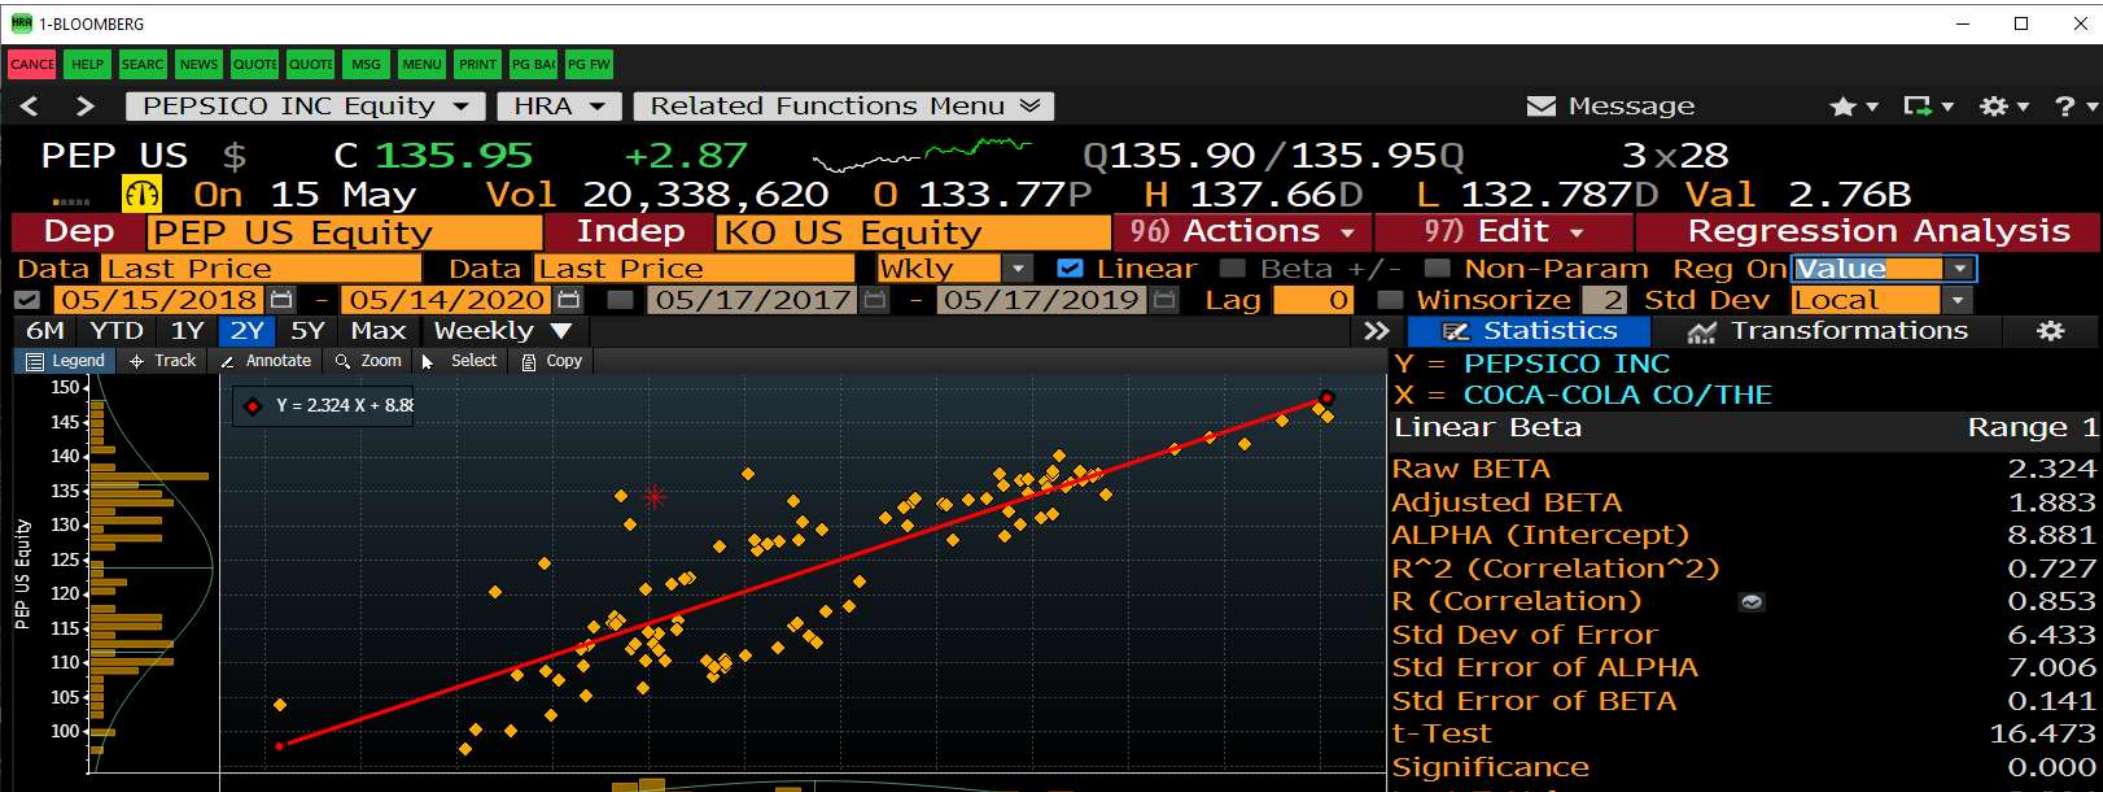 HRA 1-BLOOMBERG
CANCE HELP SEARC NEWS QUOTE QUOTE MSG MENU PRINT PG BA PG FW
< > PEPSICO INC Equity HRA Related Functions Menu Message ?
PEP US $ C 135.95 +2.87 Q135.90/135.95Q 3x28
On 15 May Vol 20,338,620 O 133.77P H 137.66D L 132.787D Val 2.76B
Dep PEP US Equity Indep KO US Equity 96) Actions 97) Edit Regression Analysis
Data Last Price Data Last Price Wkly Linear Beta +/- Non-Param Reg On Value
05/15/2018 - 05/14/2020 05/17/2017 - 05/17/2019 Lag 0 Winsorize 2 Std Dev Local
6M YTD 1Y 2Y 5Y Max Weekly Statistics Transformations
Legend Track Annotate Zoom Select Copy
Y = PEPSICO INC
X = COCA-COLA CO/THE
Linear Beta Range 1
Raw BETA 2.324
Adjusted BETA 1.883
ALPHA (Intercept) 8.881
R^2 (Correlation^2) 0.727
R (Correlation) 0.853
Std Dev of Error 6.433
Std Error of ALPHA 7.006
Std Error of BETA 0.141
t-Test 16.473
Significance 0.000
Y = 2.324 X + 8.88
PEP US Equity
150
145
140
135
130
125
120
115
110
105
100